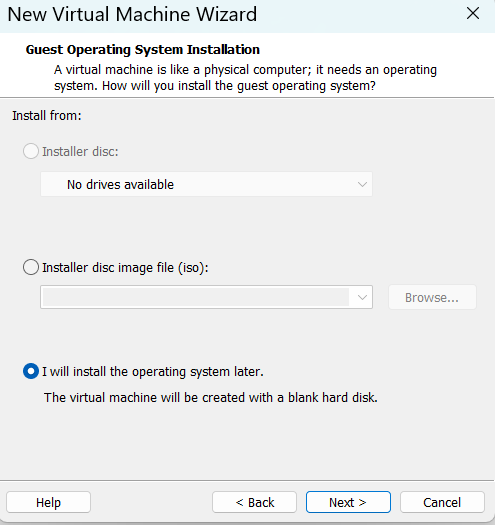 New Virtual Machine Wizard
Guest Operating System Installation
A virtual machine is like a physical computer; it needs an operating
system. How will you install the guest operating system?
Install from:
Installer disc:
No drives available
Installer disc image file (iso):
Browse...
I will install the operating system later.
The virtual machine will be created with a blank hard disk.
Help
< Back
Next >
Cancel